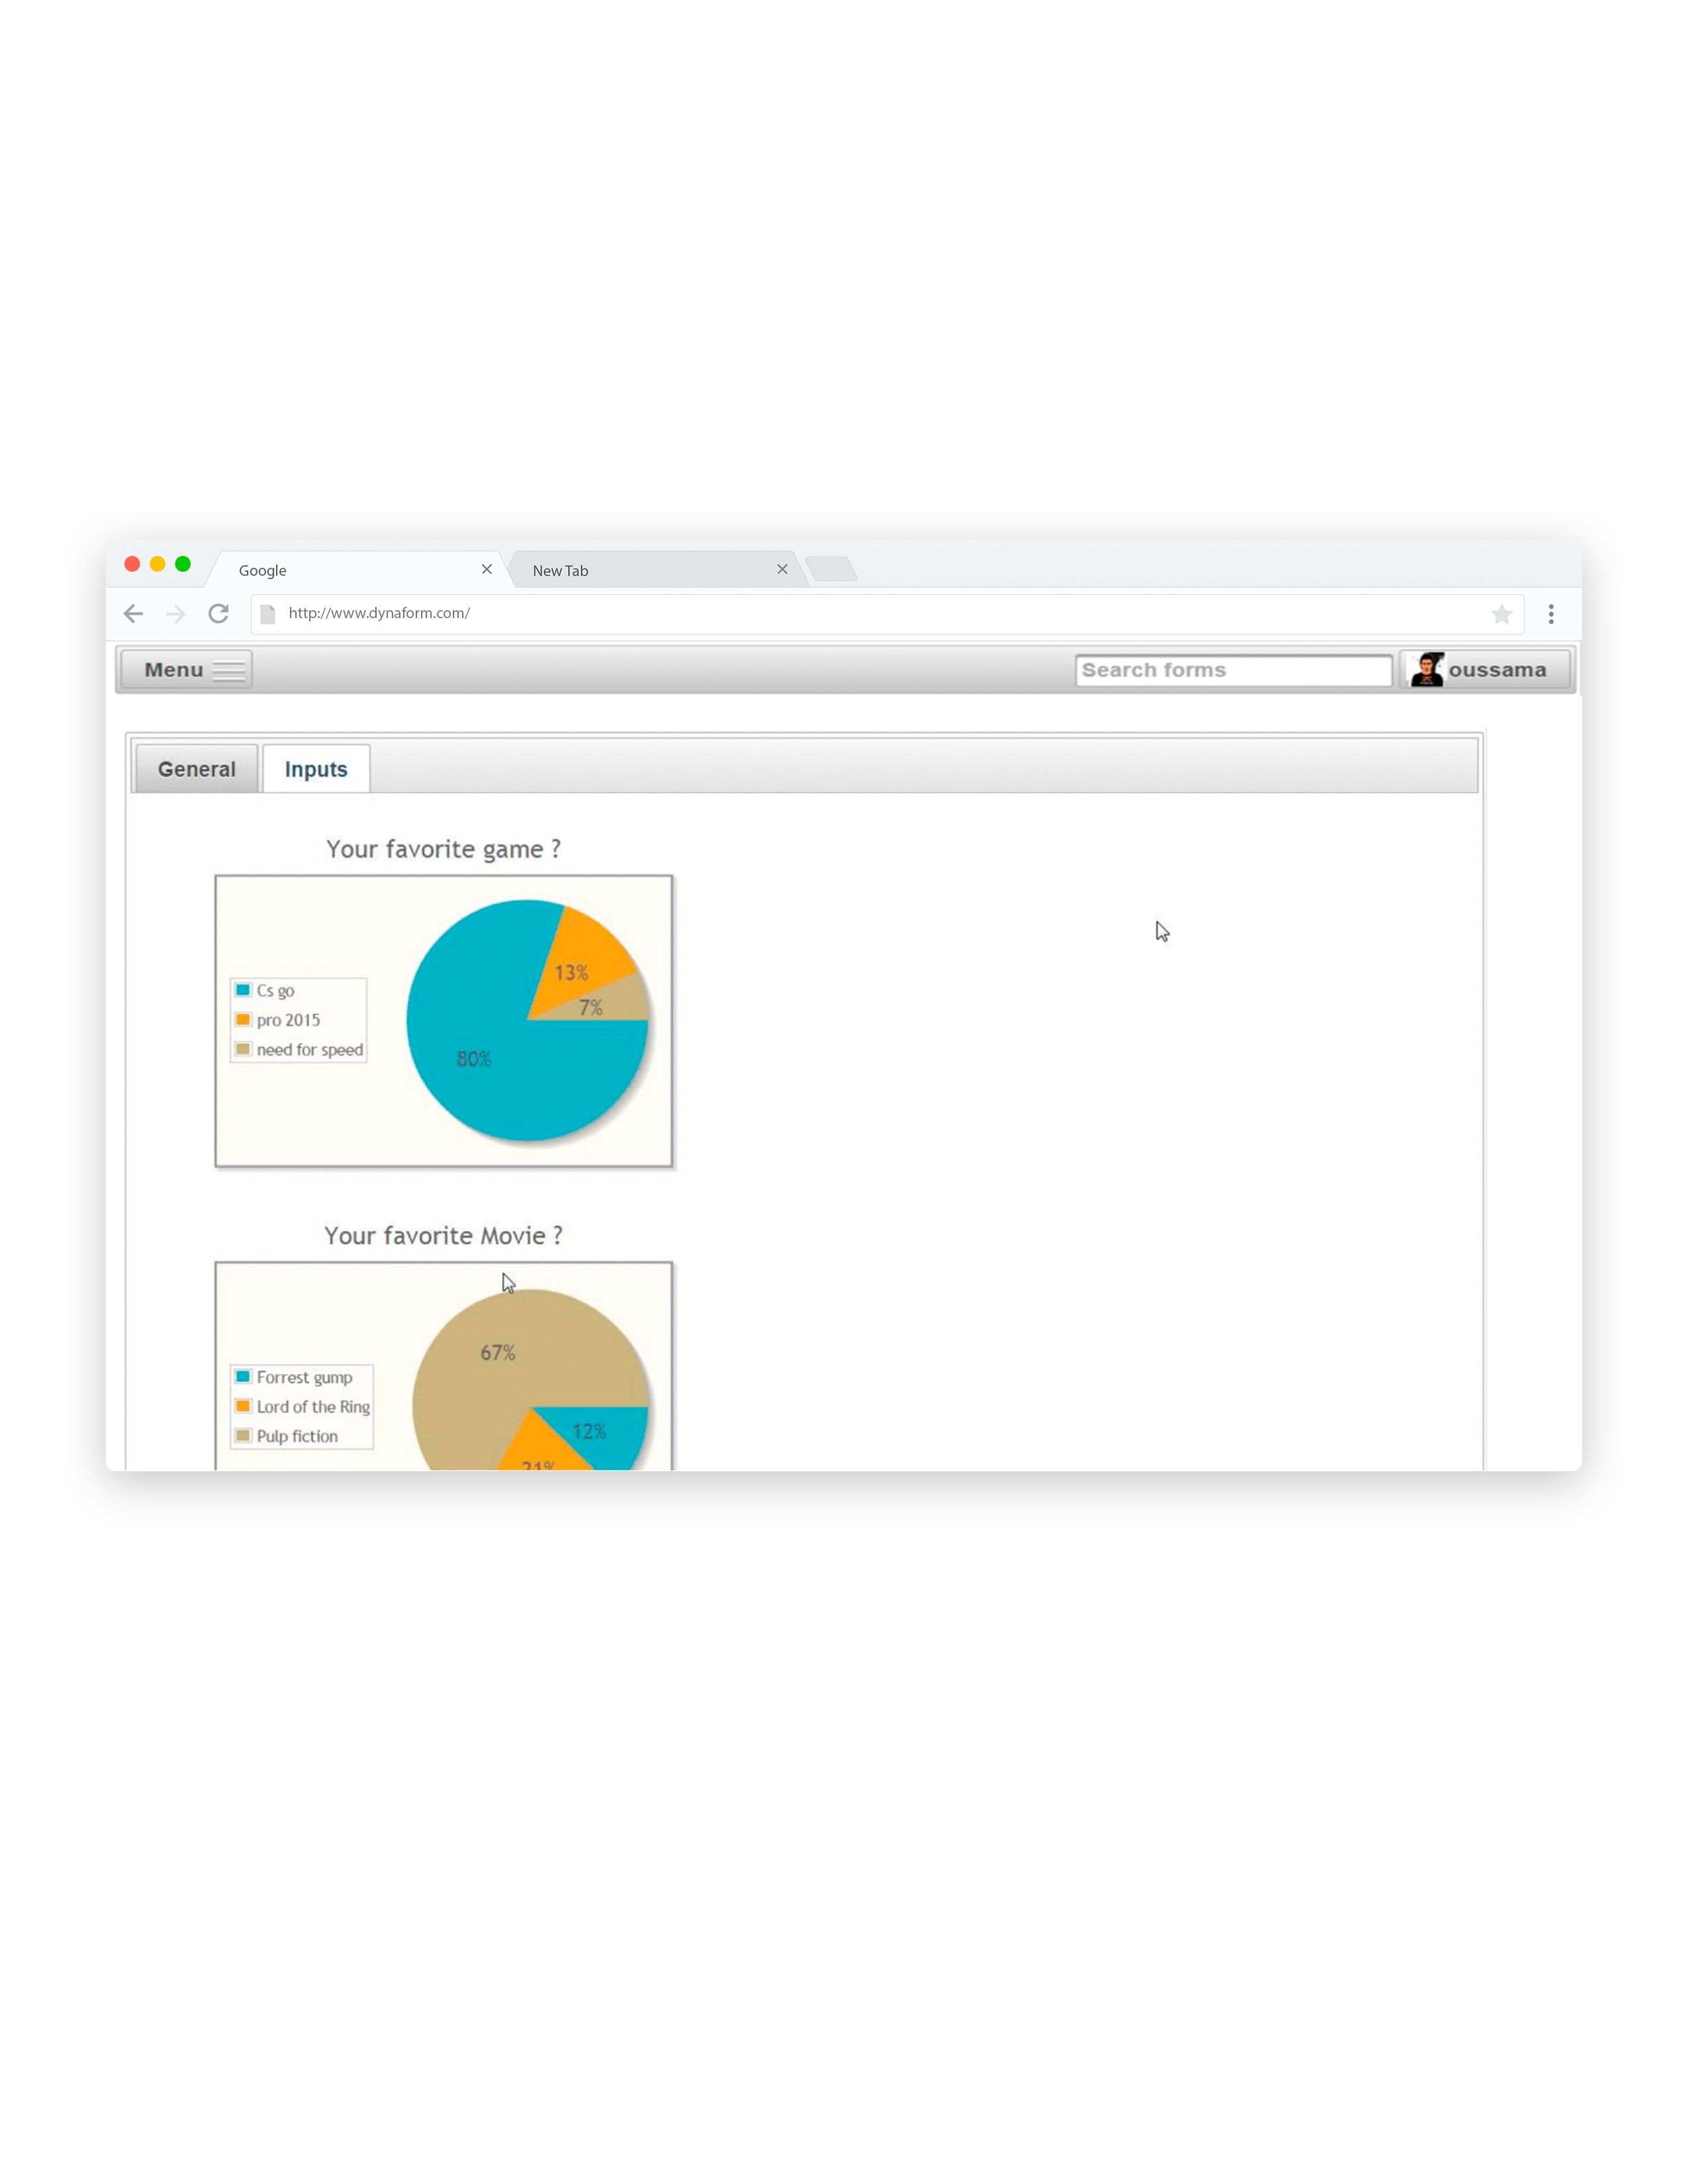 Google
New Tab
http://www.dynaform.com/
Menu
Search forms
oussama
General
Inputs
Your favorite game ?
Cs go
pro 2015
need for speed
13%
7%
80%
Your favorite Movie ?
Forrest gump
Lord of the Ring
Pulp fiction
67%
12%
21%